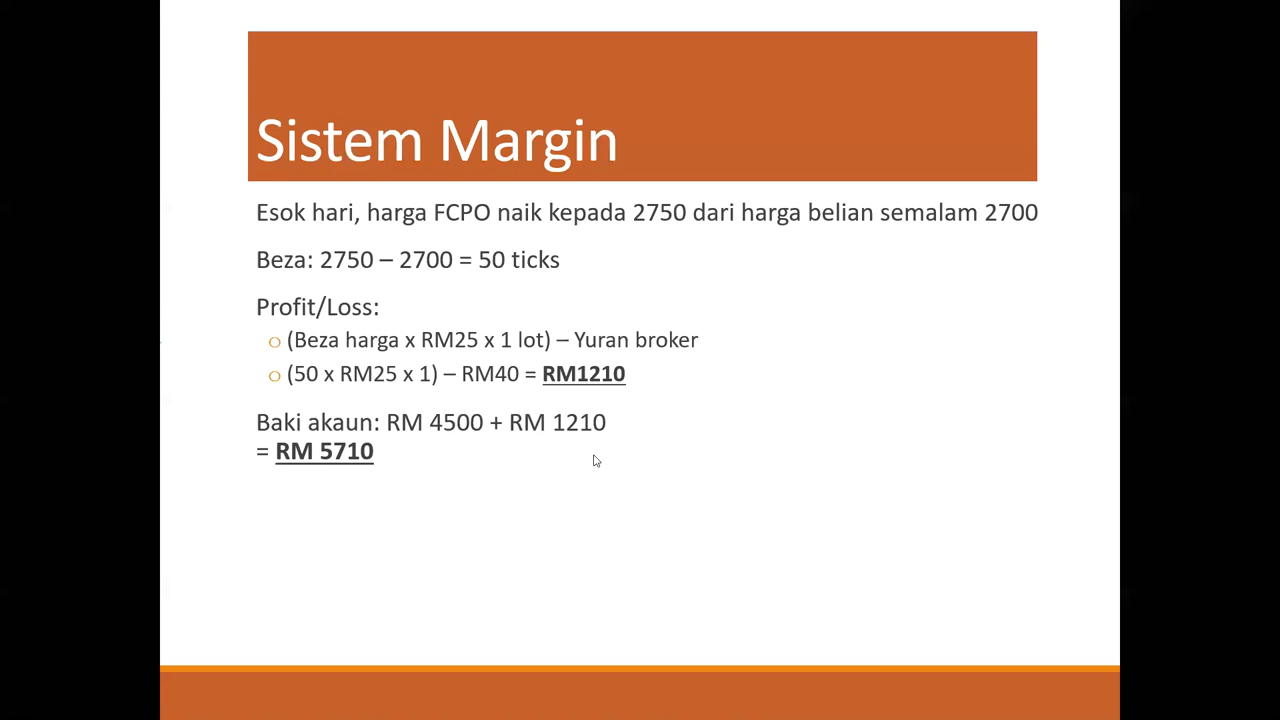 Sistem Margin
Esok hari, harga FCPO naik kepada 2750 dari harga belian semalam 2700
Beza: 2750 – 2700 = 50 ticks
Profit/Loss:
o (Beza harga x RM25 x 1 lot) – Yuran broker
o (50 x RM25 x 1) – RM40 = RM1210
Baki akaun: RM 4500 + RM 1210
= RM 5710